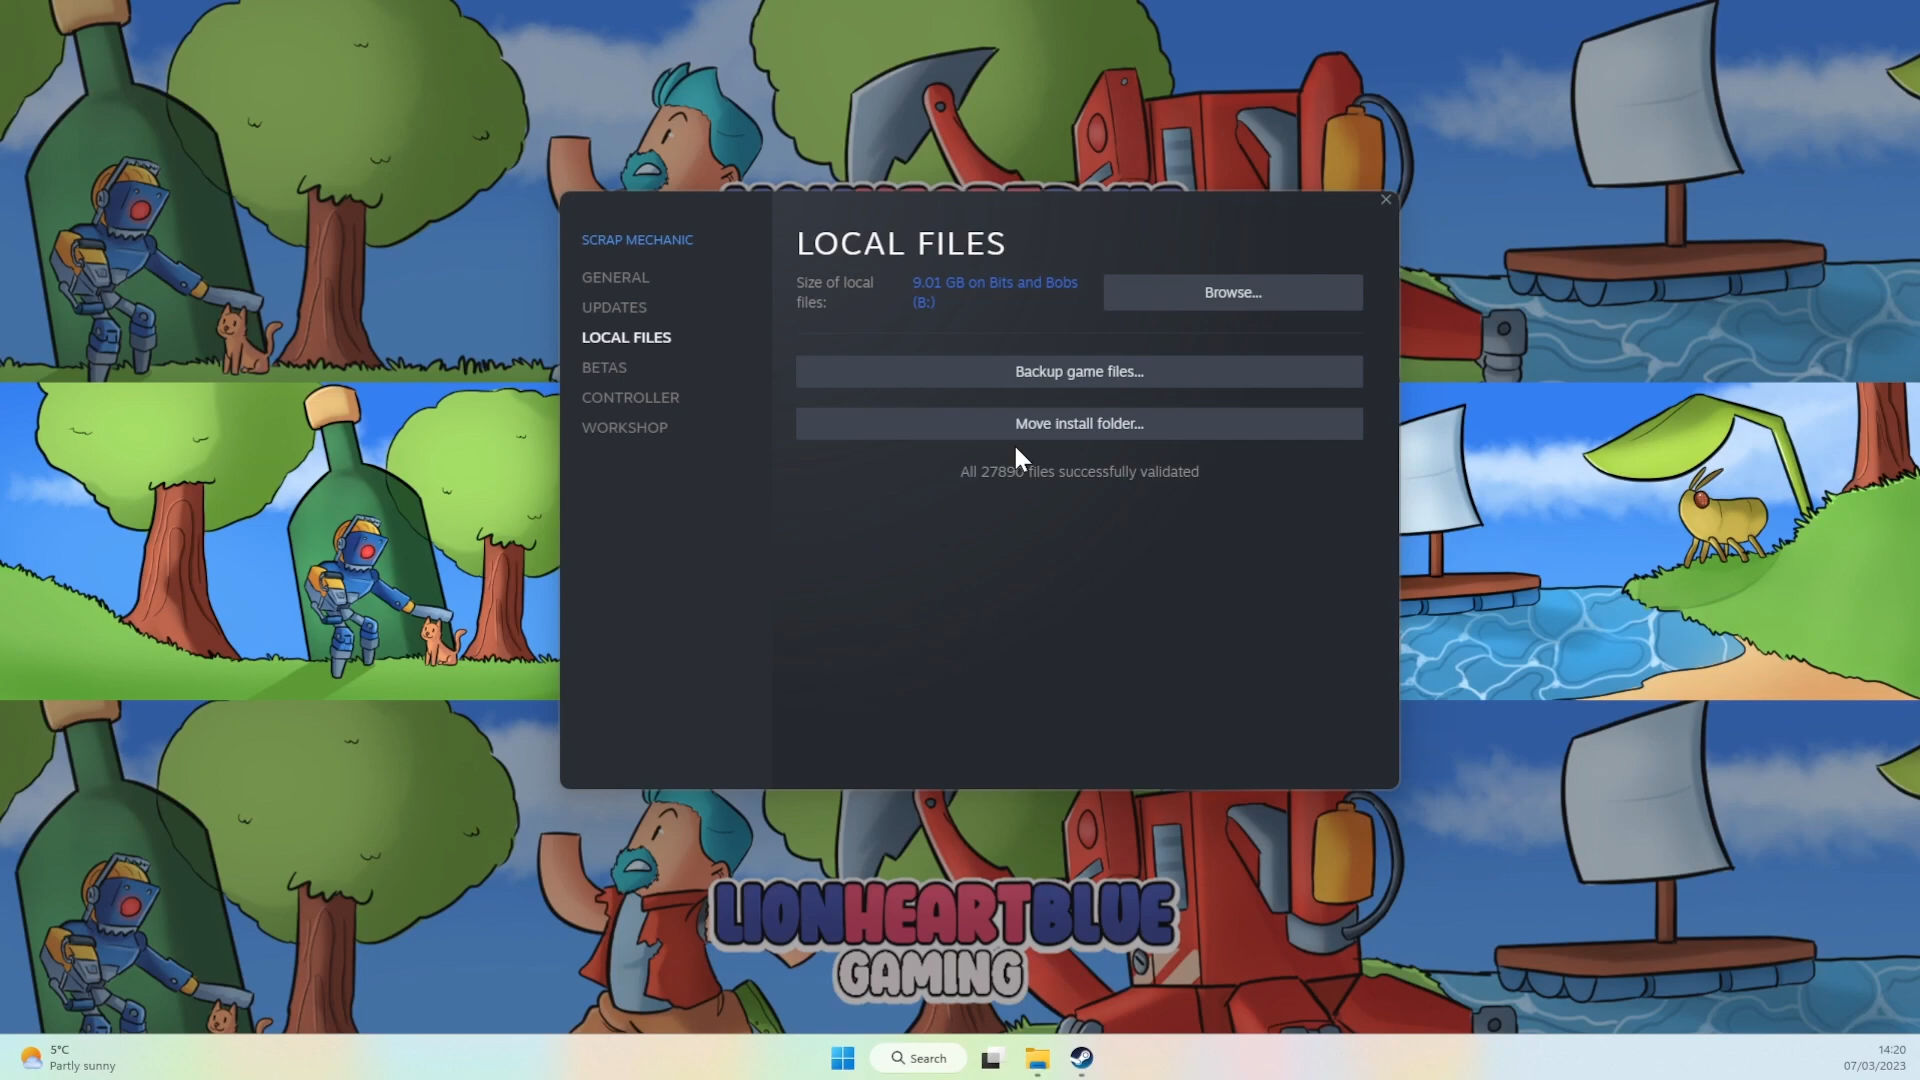 SCRAP MECHANIC
GENERAL
UPDATES
LOCAL FILES
BETAS
CONTROLLER
WORKSHOP
LOCAL FILES
Size of local
files:
9.01 GB on Bits and Bobs
(B:)
Browse...
Backup game files...
Move install folder...
All 27890 files successfully validated
LIONHEARTBLUE
GAMING
5°C
Partly sunny
Search
14:20
07/03/2023